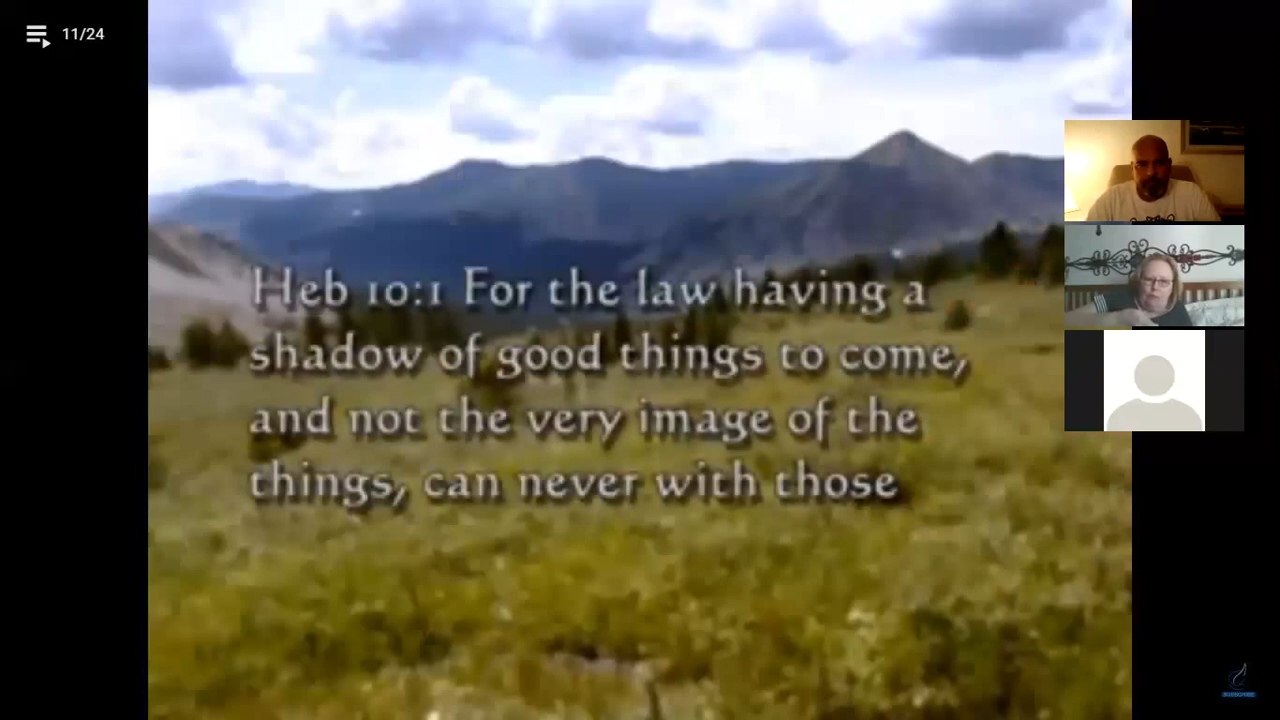 11/24
Heb 10:1 For the law having a
shadow of good things to come,
and not the very image of the
things, can never with those
SUBSCRIBE